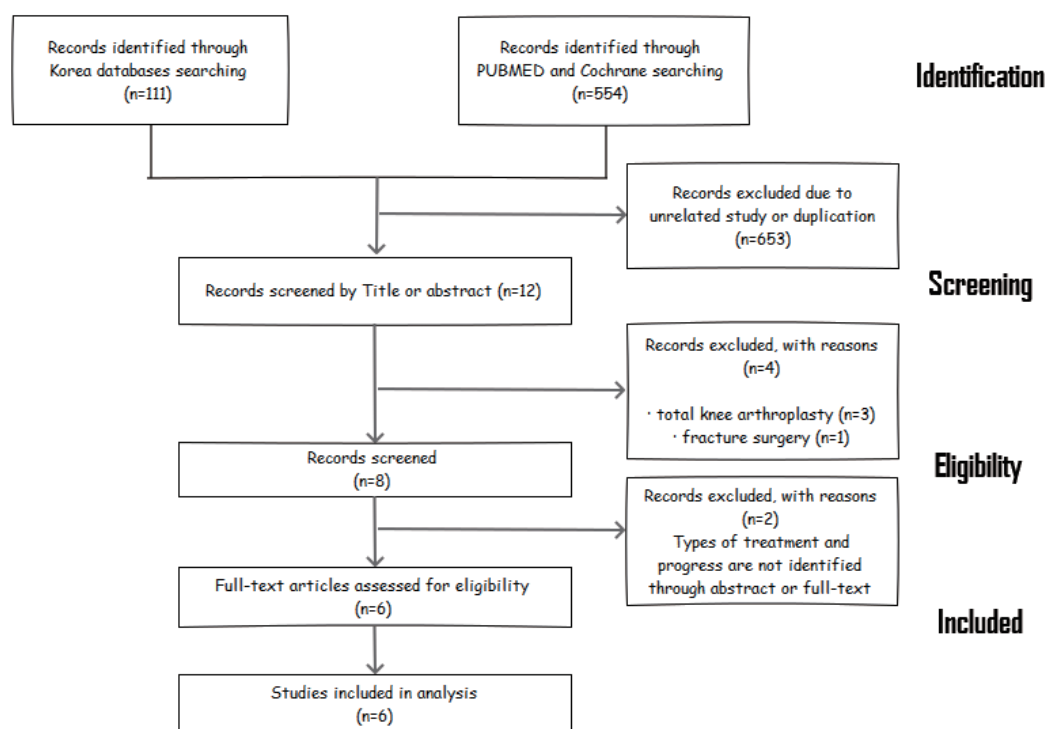 Records identified through
Korea databases searching
(n=111)
Records identified through
PUBMED and Cochrane searching
(n=554)
Identification
Records excluded due to
unrelated study or duplication
(n=653)
Records screened by Title or abstract (n=12)
Screening
Records excluded, with reasons
(n=4)
· total knee arthroplasty (n=3)
· fracture surgery (n=1)
Records screened
(n=8)
Eligibility
Records excluded, with reasons
(n=2)
Types of treatment and
progress are not identified
through abstract or full-text
Full-text articles assessed for eligibility
(n=6)
Included
Studies included in analysis
(n=6)